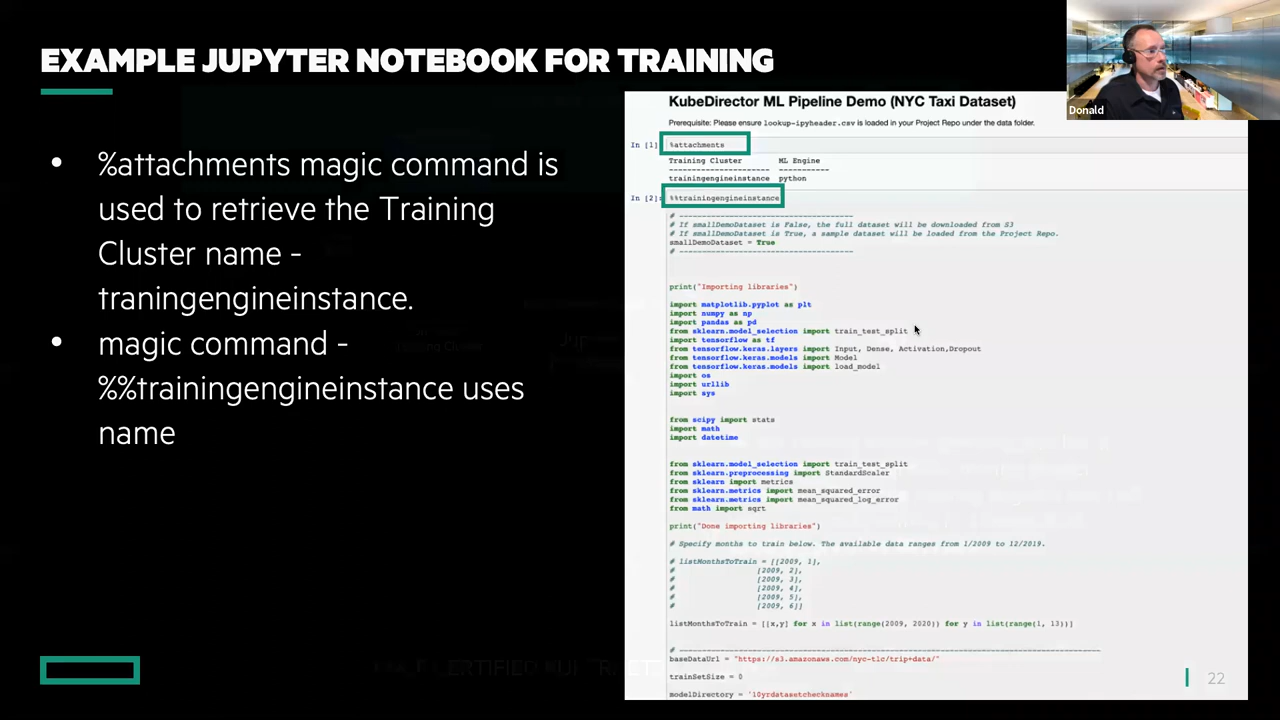 EXAMPLE JUPYTER NOTEBOOK FOR TRAINING
Donald
• %attachments magic command is
used to retrieve the Training
Cluster name -
traningengineinstance.
• magic command -
%%trainingengineinstance uses
name
KubeDirector ML Pipeline Demo (NYC Taxi Dataset)
Prerequisite: Please ensure lookup-ipyheader.csv is loaded in your Project Repo under the data folder.
In [1]: %attachments
Training Cluster ML Engine
-------------------- -----------
trainingengineinstance python
In [2]: %%trainingengineinstance
# -----------------------------------
# If smallDemoDataset is False, the full dataset will be downloaded from S3
# If smallDemoDataset is True, a sample dataset will be loaded from the Project Repo.
smallDemoDataset = True
# -----------------------------------
print("Importing libraries")
import matplotlib.pyplot as plt
import numpy as np
import pandas as pd
from sklearn.model_selection import train_test_split
import tensorflow as tf
from tensorflow.keras.layers import Input, Dense, Activation,Dropout
from tensorflow.keras.models import Model
from tensorflow.keras.models import load_model
import os
import urllib
import sys
from scipy import stats
import math
import datetime
from sklearn.model_selection import train_test_split
from sklearn.preprocessing import StandardScaler
from sklearn import metrics
from sklearn.metrics import mean_squared_error
from sklearn.metrics import mean_squared_log_error
from math import sqrt
print("Done importing libraries")
# Specify months to train below. The available data ranges from 1/2009 to 12/2019.
# listMonthsToTrain = [[2009, 1],
# [2009, 2],
# [2009, 3],
# [2009, 4],
# [2009, 5],
# [2009, 6]]
listMonthsToTrain = [[x,y] for x in list(range(2009, 2020)) for y in list(range(1, 13))]
# -----------------------------------
baseDataUrl = "https://s3.amazonaws.com/nyc-tlc/trip+data/"
trainSetSize = 0
modelDirectory = '10yrdatasetchecknames'
22